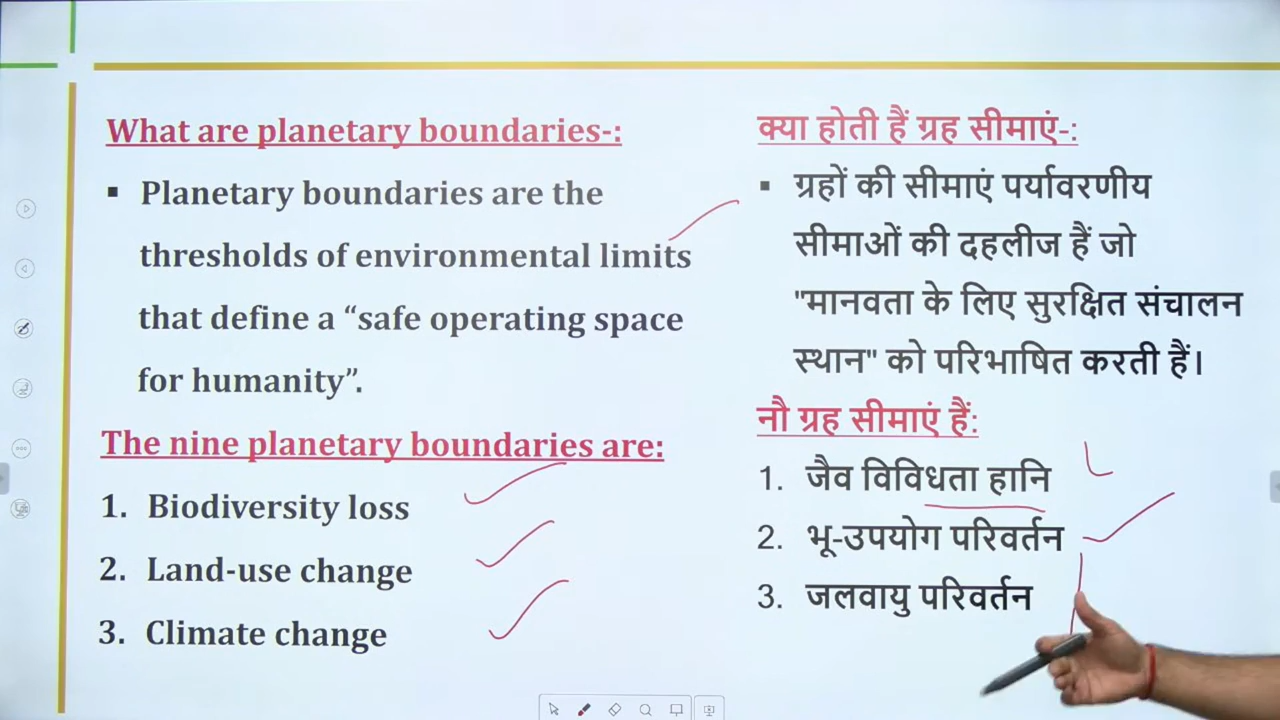 What are planetary boundaries-:
▪ Planetary boundaries are the
thresholds of environmental limits
that define a “safe operating space
for humanity”.
The nine planetary boundaries are:
1. Biodiversity loss
2. Land-use change
3. Climate change
क्या होती हैं ग्रह सीमाएं-:
▪ ग्रहों की सीमाएं पर्यावरणीय
सीमाओं की दहलीज हैं जो
"मानवता के लिए सुरक्षित संचालन
स्थान" को परिभाषित करती हैं।
नौ ग्रह सीमाएं हैं:
1. जैव विविधता हानि
2. भू-उपयोग परिवर्तन
3. जलवायु परिवर्तन